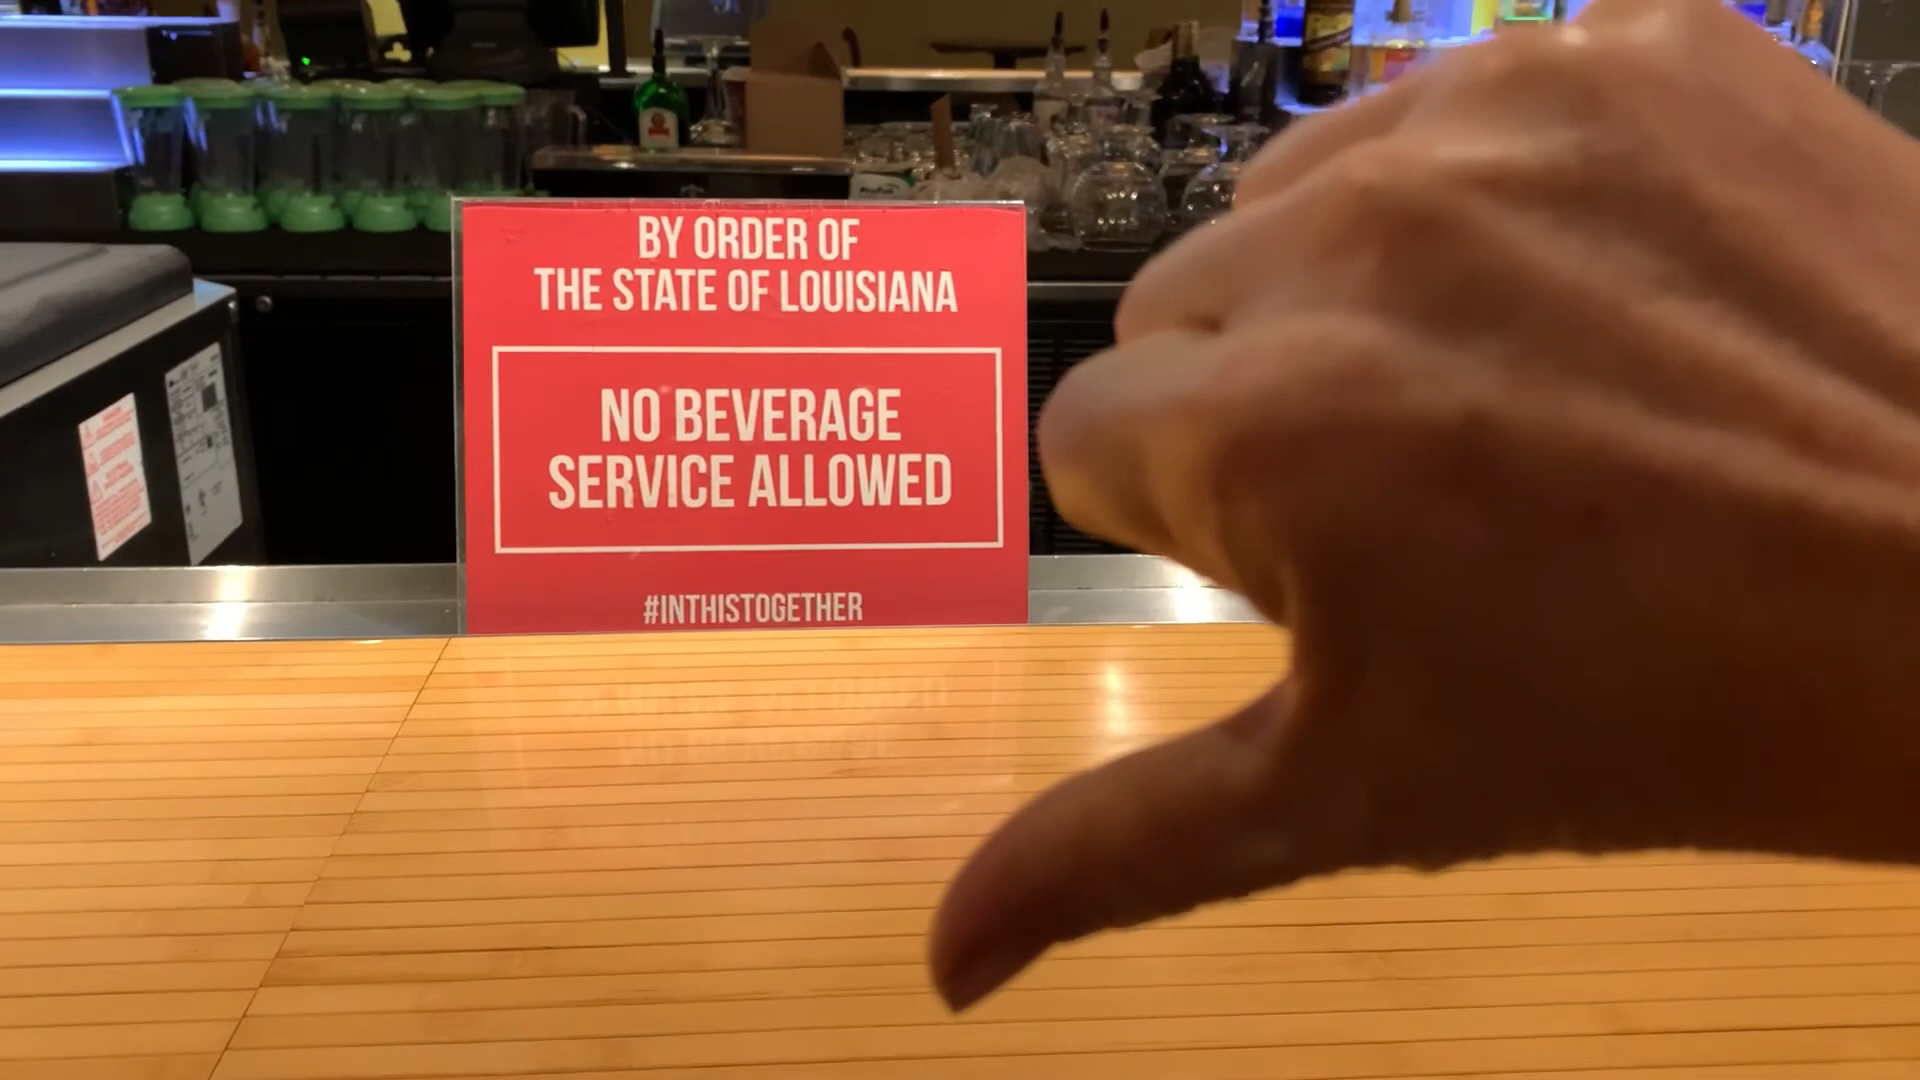 BY ORDER OF
THE STATE OF LOUISIANA
NO BEVERAGE
SERVICE ALLOWED
#INTHISTOGETHER